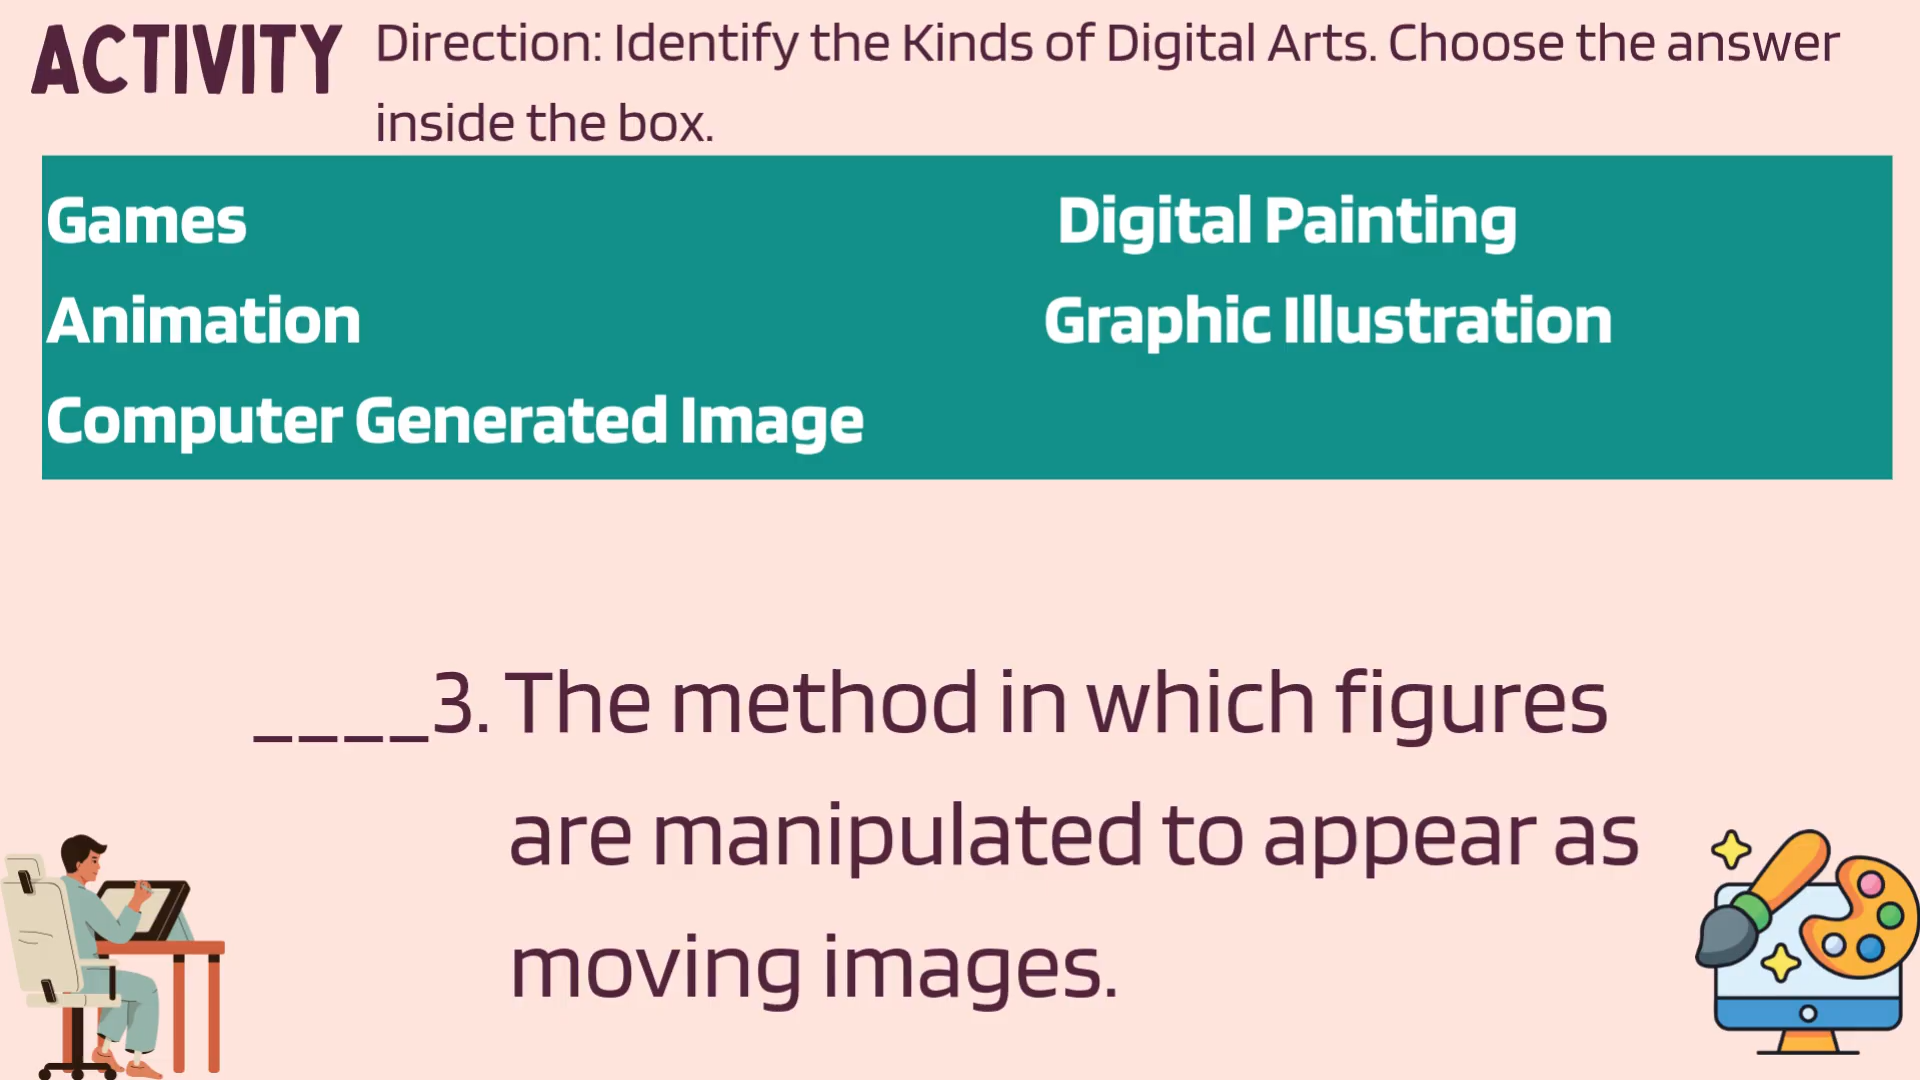 ACTIVITY
Direction: Identify the Kinds of Digital Arts. Choose the answer
inside the box.
Games
Digital Painting
Animation
Graphic Illustration
Computer Generated Image
____3. The method in which figures
are manipulated to appear as
moving images.